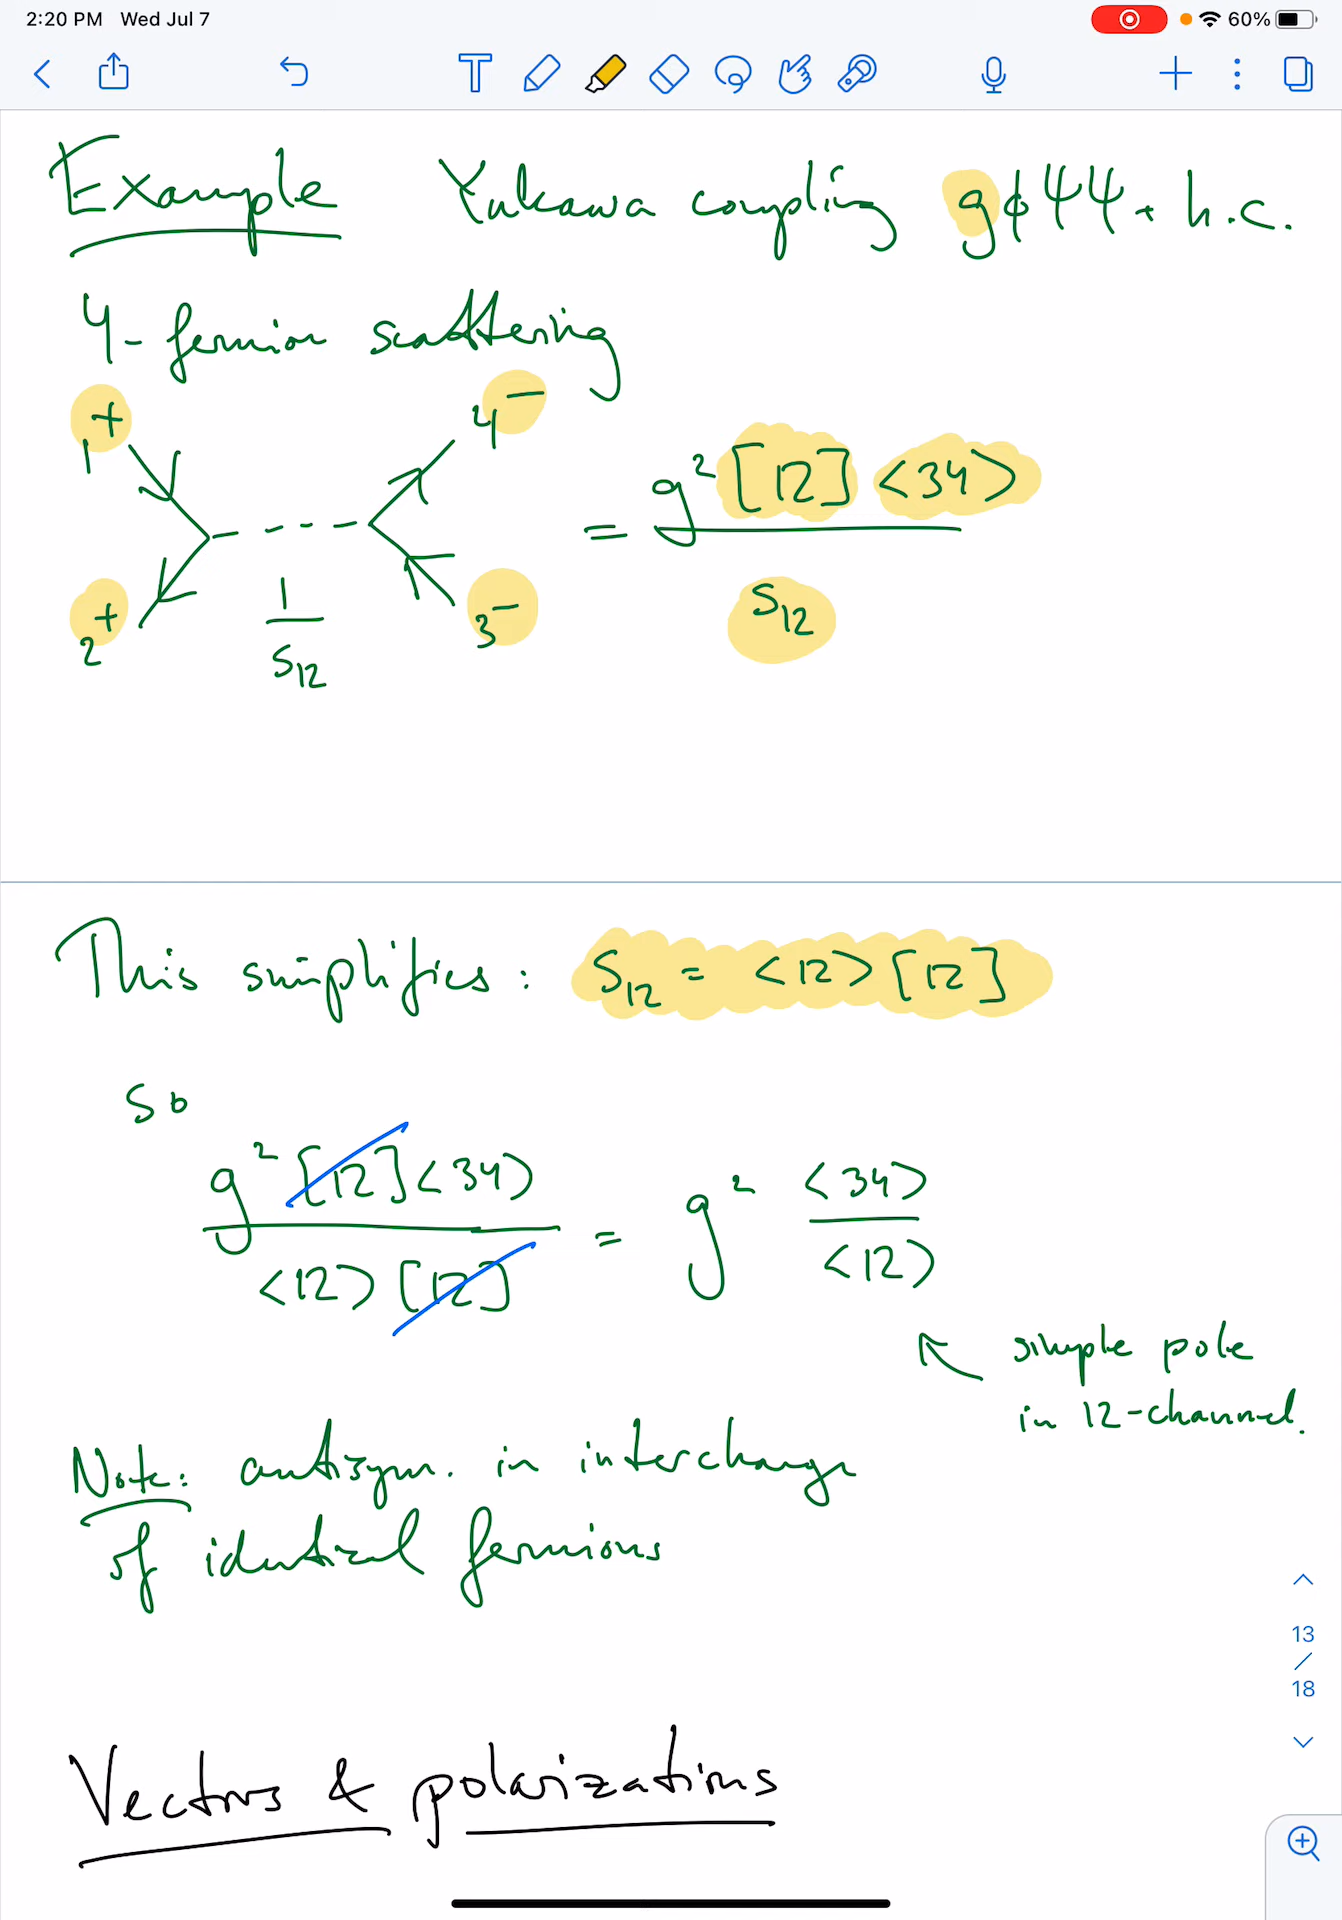 2:20 PM Wed Jul 7
60%
T
Example Yukawa coupling gϕψψ + h.c.
4-fermion scattering
1+ 4− = g² [12] <34>
2+ 1 3− S12
S12
This simplifies: S12 = <12> [12]
So
g² [12] <34> = g² <34>
<12> [12] <12>
simple pole
in 12-channel.
Note: antisym. in interchange
of identical fermions
13
/
18
Vectors & polarizations